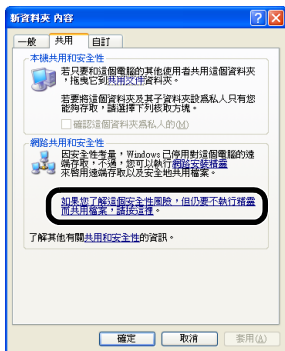 新資料夾 內容
一般 共用 自訂
本機共用和安全性
若只要和這個電腦的其他使用者共用這個資料夾
，拖曳它到共用文件資料夾。
若要將這個資料夾及其子資料夾設為私人只有您
能夠存取，請選擇下列核取方塊。
確認這個資料夾為私人的(M)
網路共用和安全性
因安全性考量，Windows 已停用對這個電腦的遠
端存取，不過，您可以執行網路安裝精靈
來啓用遠端存取以及安全地共用檔案。
如果您了解這個安全性風險，但仍要不執行精靈
而共用檔案，請按這裡。
了解其他有關共用和安全性的資訊。
確定 取消 套用(A)